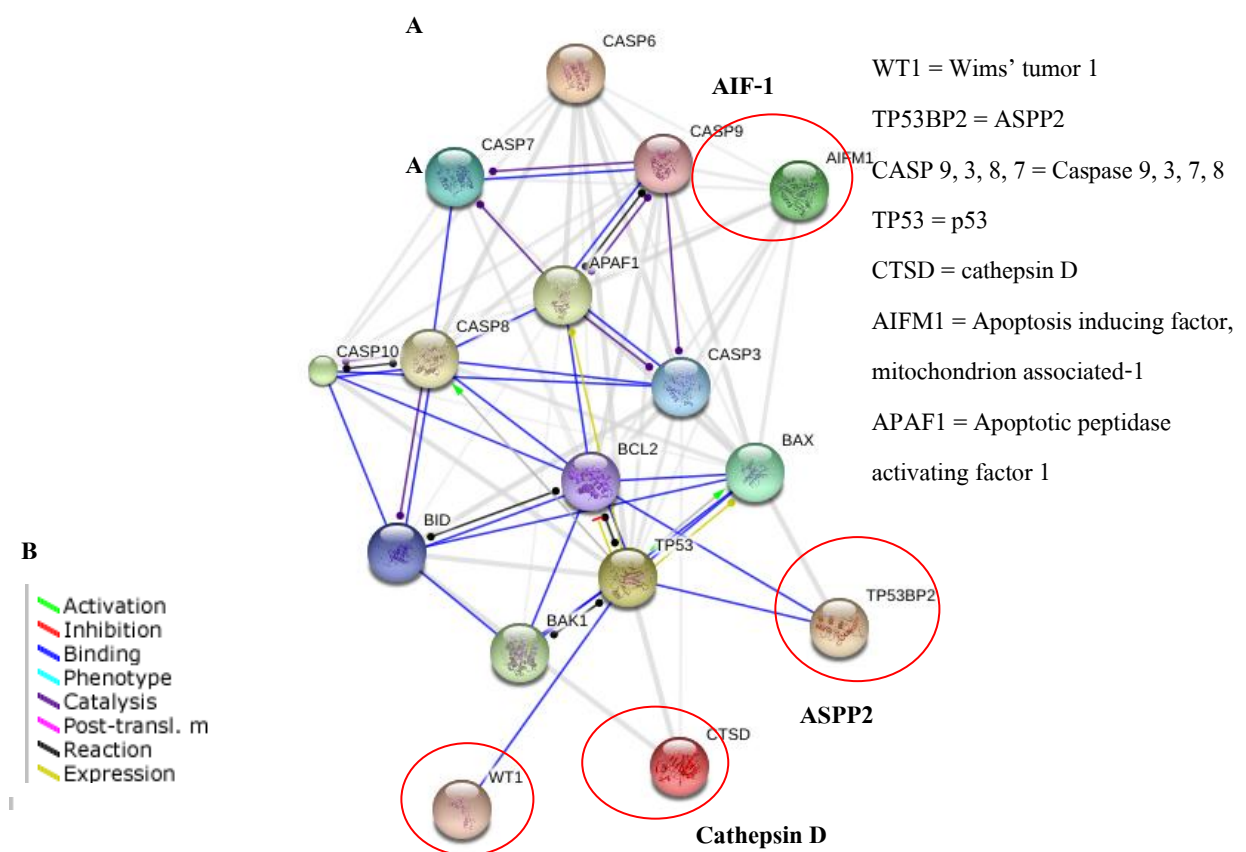 A
CASP6
AIF-1
CASP7
CASP9
A
AIFM1
APAF1
CASP8
CASP10
CASP3
BCL2
BAX
BID
TP53
TP53BP2
BAK1
ASPP2
CTSD
WT1
Cathepsin D
WT1 = Wims’ tumor 1
TP53BP2 = ASPP2
CASP 9, 3, 8, 7 = Caspase 9, 3, 7, 8
TP53 = p53
CTSD = cathepsin D
AIFM1 = Apoptosis inducing factor,
mitochondrion associated-1
APAF1 = Apoptotic peptidase
activating factor 1
B
Activation
Inhibition
Binding
Phenotype
Catalysis
Post-transl. m
Reaction
Expression